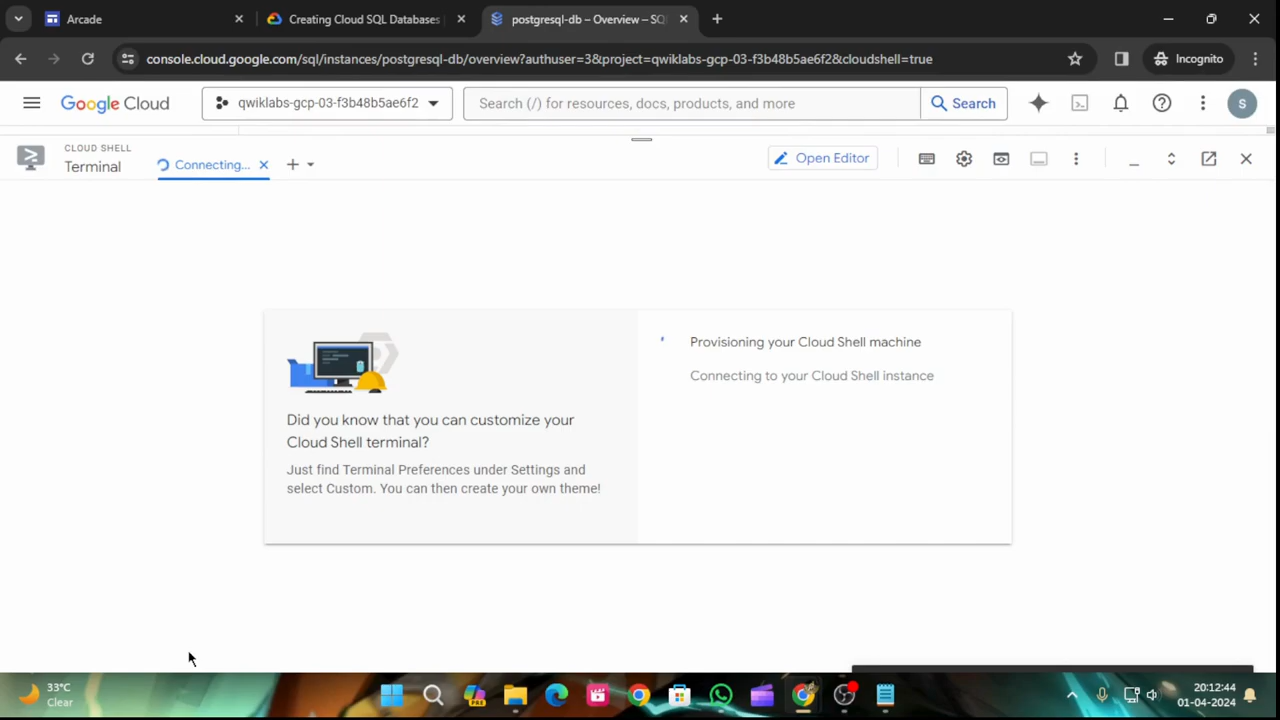 Arcade
Creating Cloud SQL Databases
postgresql-db – Overview – SQ
console.cloud.google.com/sql/instances/postgresql-db/overview?authuser=3&project=qwiklabs-gcp-03-f3b48b5ae6f2&cloudshell=true
Incognito
Google Cloud
qwiklabs-gcp-03-f3b48b5ae6f2
Search (/) for resources, docs, products, and more
Search
S
CLOUD SHELL
Terminal
Connecting...
Open Editor
Provisioning your Cloud Shell machine
Connecting to your Cloud Shell instance
Did you know that you can customize your
Cloud Shell terminal?
Just find Terminal Preferences under Settings and
select Custom. You can then create your own theme!
33°C
Clear
PRE
20:12:44
01-04-2024